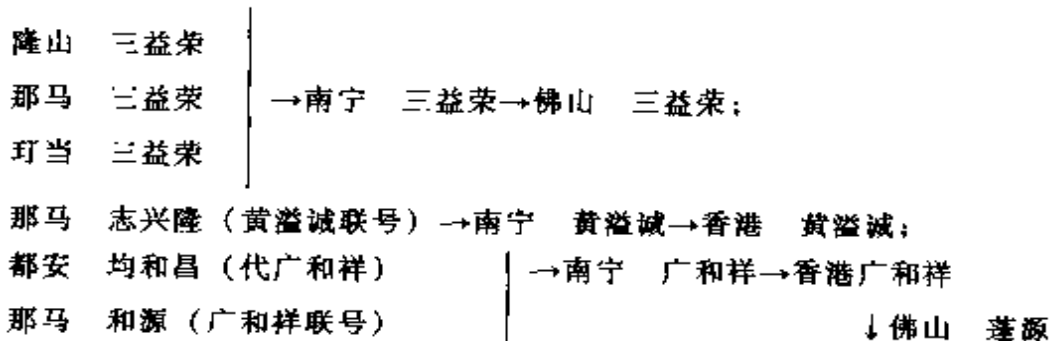 隆山 三益荣
那马 三益荣 →南宁 三益荣→佛山 三益荣；
玎当 三益荣
那马 志兴隆（黄溢诚联号）→南宁 黄溢诚→香港 黄溢诚；
都安 均和昌（代广和祥） →南宁 广和祥→香港广和祥
那马 和源（广和祥联号） ↓佛山 蓬源